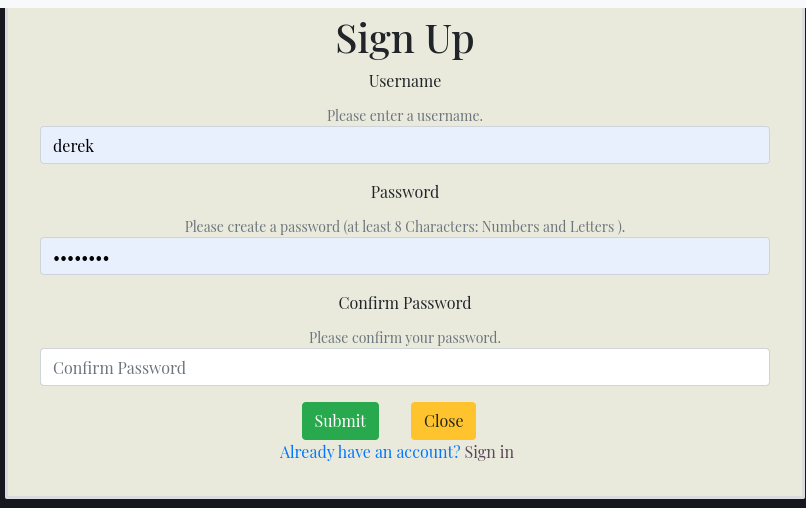 Sign Up
Username
Please enter a username.
derek
Password
Please create a password (at least 8 Characters: Numbers and Letters ).
••••••••
Confirm Password
Please confirm your password.
Confirm Password
Submit Close
Already have an account? Sign in